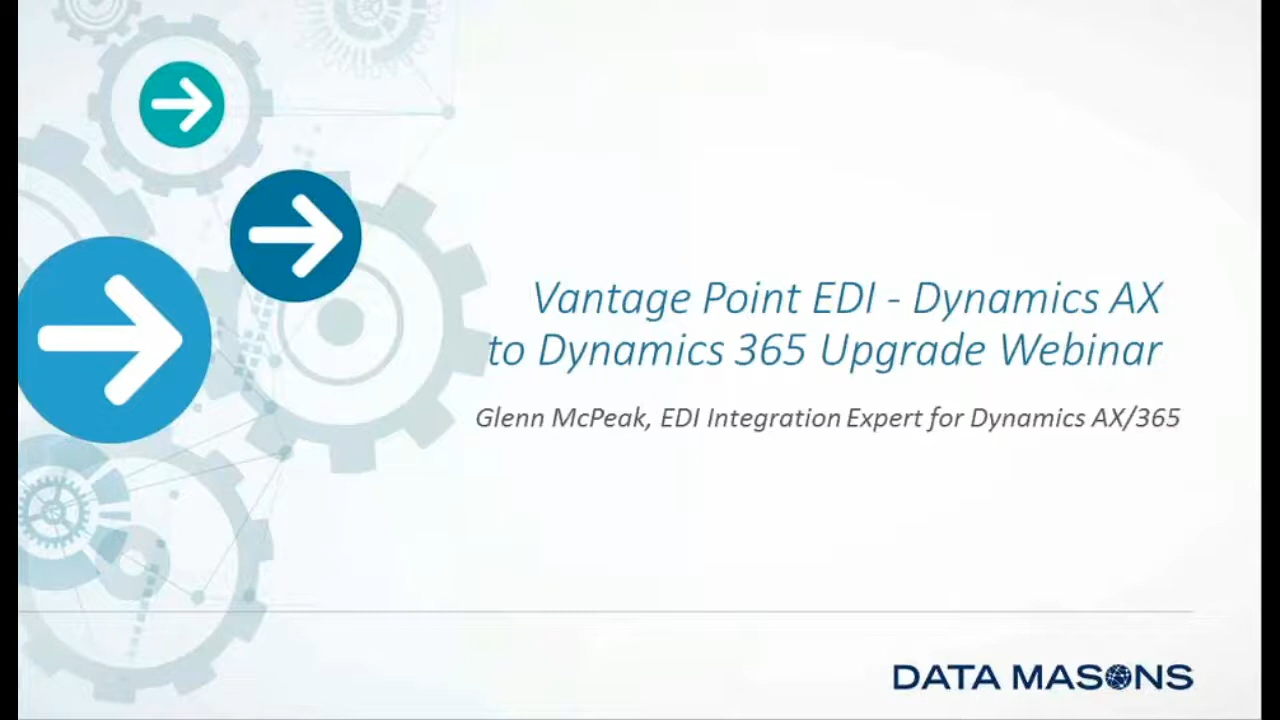 Vantage Point EDI - Dynamics AX
to Dynamics 365 Upgrade Webinar
Glenn McPeak, EDI Integration Expert for Dynamics AX/365
DATA MASONS